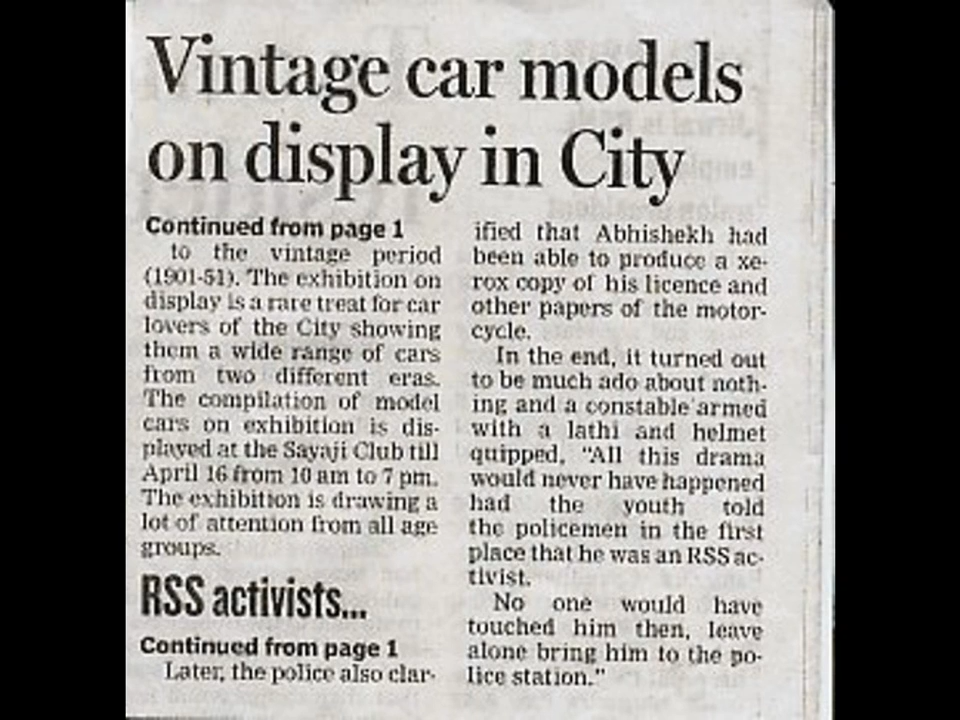 Vintage car models
on display in City
Continued from page 1
to the vintage period
(1901-51). The exhibition on
display is a rare treat for car
lovers of the City showing
them a wide range of cars
from two different eras.
The compilation of model
cars on exhibition is dis-
played at the Sayaji Club till
April 16 from 10 am to 7 pm.
The exhibition is drawing a
lot of attention from all age
groups.
RSS activists...
Continued from page 1
Later, the police also clar-
ified that Abhishekh had
been able to produce a xe-
rox copy of his licence and
other papers of the motor-
cycle.
In the end, it turned out
to be much ado about noth-
ing and a constable armed
with a lathi and helmet
quipped, "All this drama
would never have happened
had the youth told
the policemen in the first
place that he was an RSS ac-
tivist.
No one would have
touched him then, leave
alone bring him to the po-
lice station."